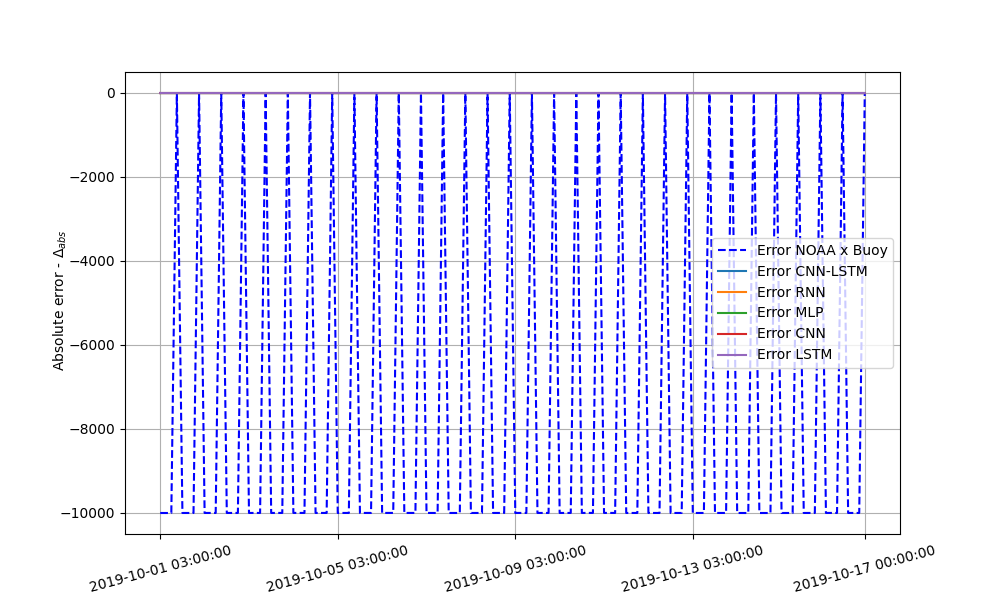 0
−2000
−4000
−6000
−8000
−10000
Absolute error - Δabs
Error NOAA x Buoy
Error CNN-LSTM
Error RNN
Error MLP
Error CNN
Error LSTM
2019-10-01 03:00:00
2019-10-05 03:00:00
2019-10-09 03:00:00
2019-10-13 03:00:00
2019-10-17 00:00:00